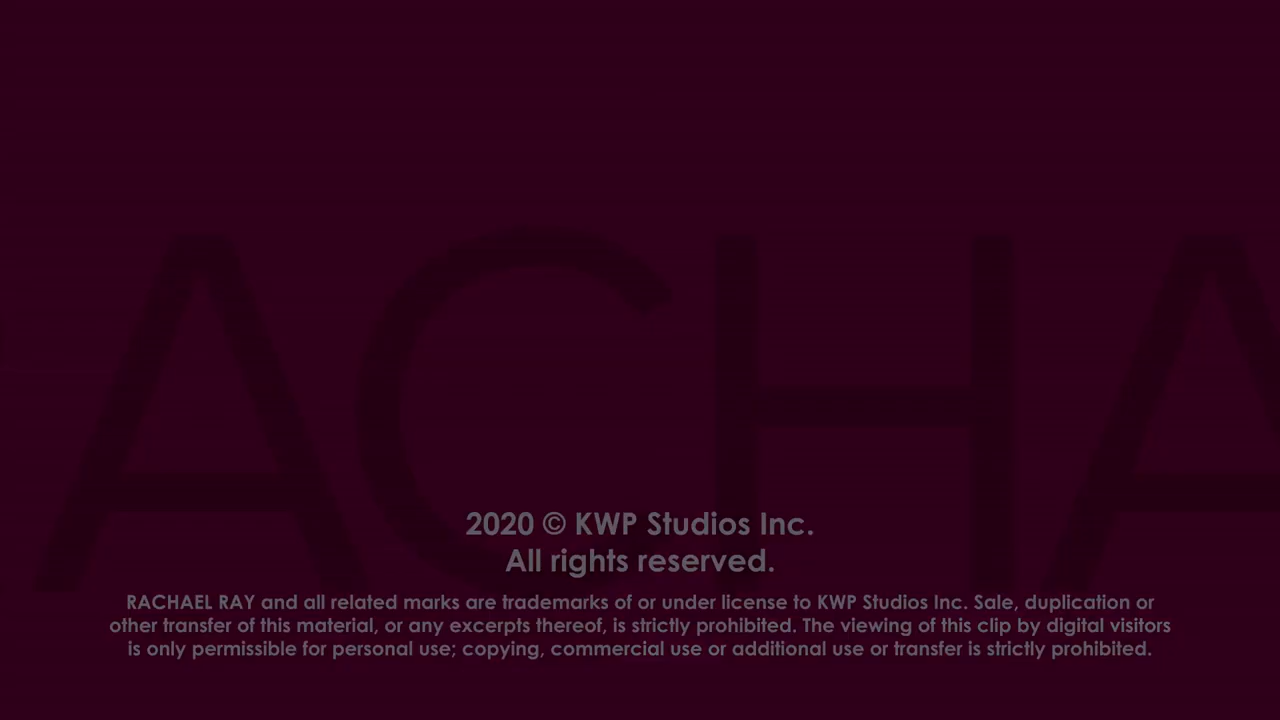 ACHA
2020 © KWP Studios Inc.
All rights reserved.
RACHAEL RAY and all related marks are trademarks of or under license to KWP Studios Inc. Sale, duplication or
other transfer of this material, or any excerpts thereof, is strictly prohibited. The viewing of this clip by digital visitors
is only permissible for personal use; copying, commercial use or additional use or transfer is strictly prohibited.